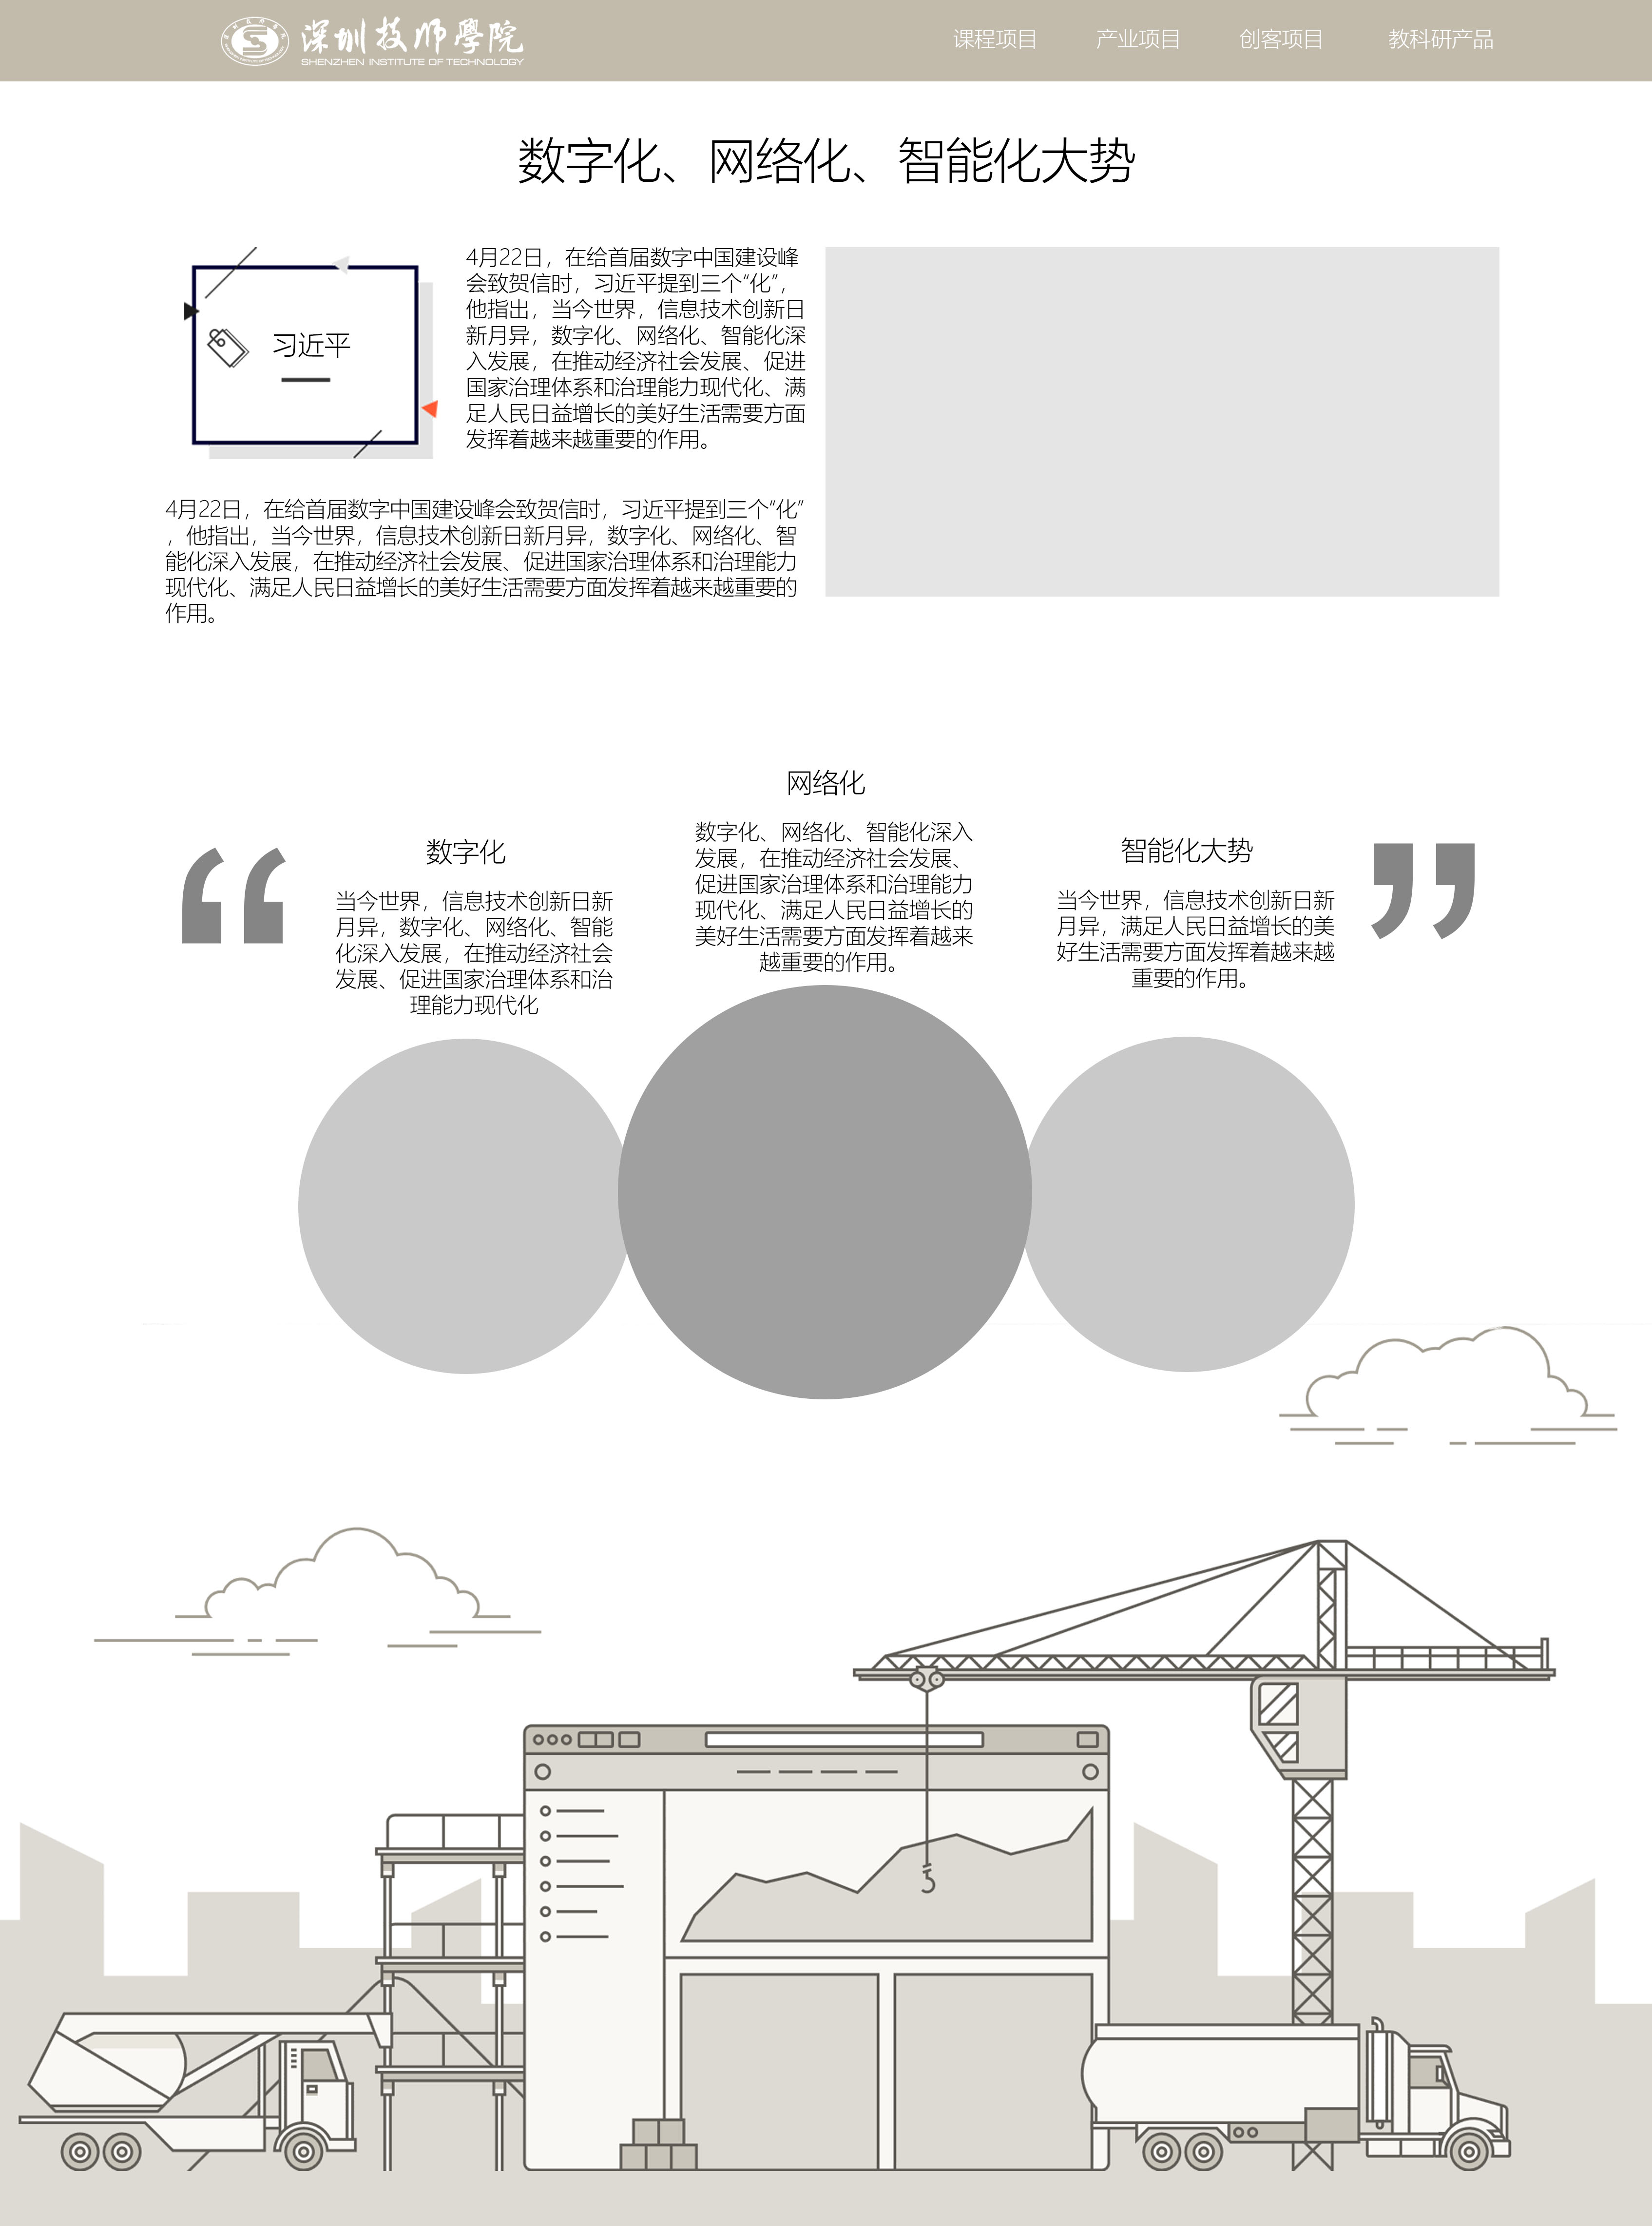 深圳技师學院
SHENZHEN INSTITUTE OF TECHNOLOGY
课程项目
产业项目
创客项目
教科研产品
数字化、网络化、智能化大势
习近平
4月22日，在给首届数字中国建设峰
会致贺信时，习近平提到三个“化”，
他指出，当今世界，信息技术创新日
新月异，数字化、网络化、智能化深
入发展，在推动经济社会发展、促进
国家治理体系和治理能力现代化、满
足人民日益增长的美好生活需要方面
发挥着越来越重要的作用。
4月22日，在给首届数字中国建设峰会致贺信时，习近平提到三个“化”
，他指出，当今世界，信息技术创新日新月异，数字化、网络化、智
能化深入发展，在推动经济社会发展、促进国家治理体系和治理能力
现代化、满足人民日益增长的美好生活需要方面发挥着越来越重要的
作用。
数字化
当今世界，信息技术创新日新
月异，数字化、网络化、智能
化深入发展，在推动经济社会
发展、促进国家治理体系和治
理能力现代化
网络化
数字化、网络化、智能化深入
发展，在推动经济社会发展、
促进国家治理体系和治理能力
现代化、满足人民日益增长的
美好生活需要方面发挥着越来
越重要的作用。
智能化大势
当今世界，信息技术创新日新
月异，满足人民日益增长的美
好生活需要方面发挥着越来越
重要的作用。